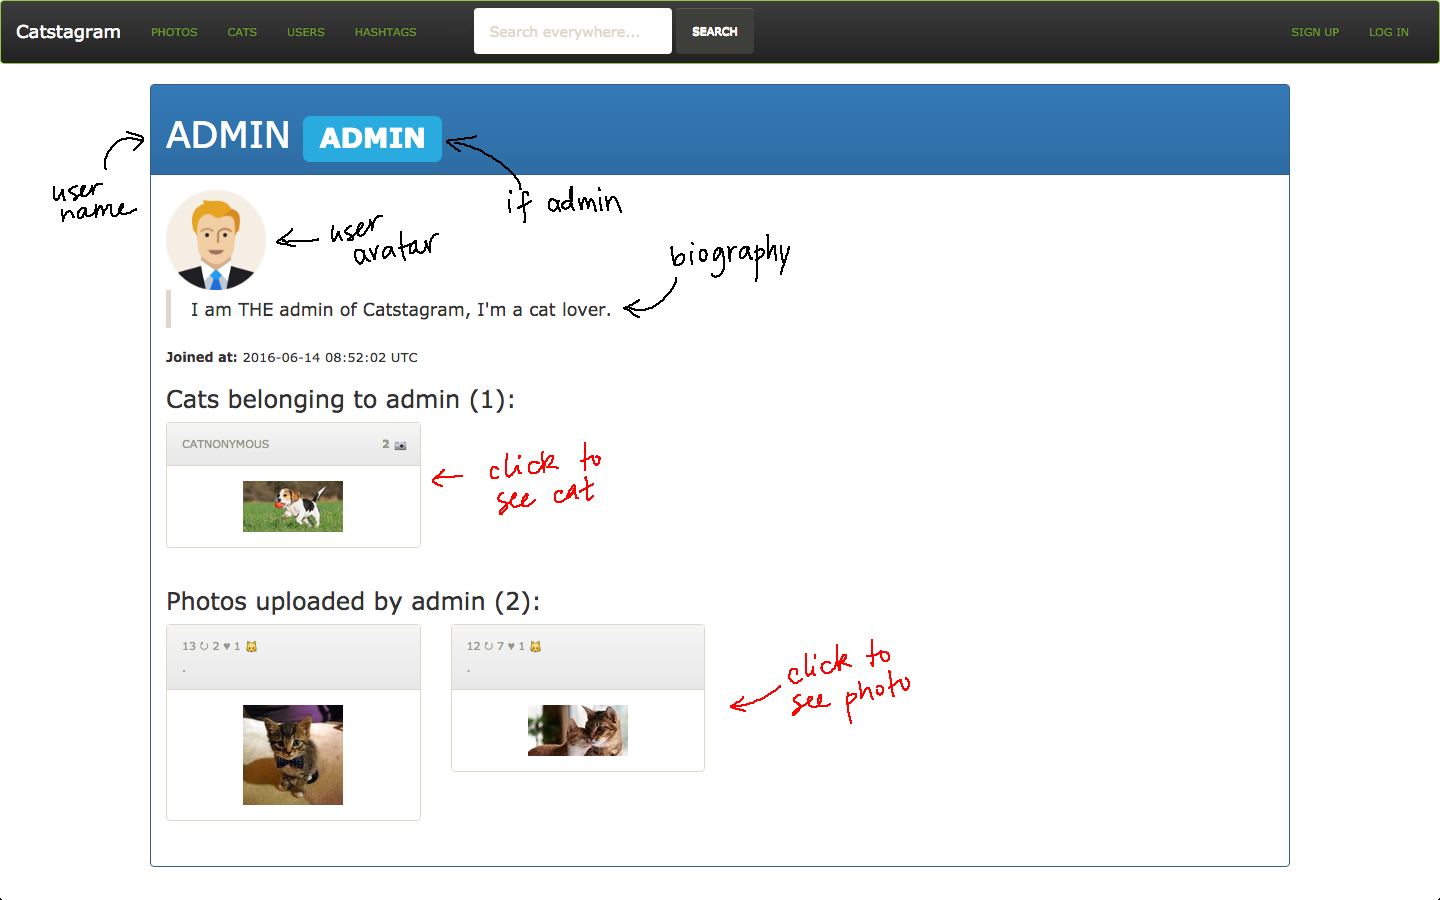 Catstagram PHOTOS CATS USERS HASHTAGS Search everywhere... SEARCH SIGN UP LOG IN
ADMIN ADMIN
user
name
if admin
user
avatar
biography
I am THE admin of Catstagram, I'm a cat lover.
Joined at: 2016-06-14 08:52:02 UTC
Cats belonging to admin (1):
CATNONYMOUS 2 📷
click to
see cat
Photos uploaded by admin (2):
13 ↻ 2 ♥ 1 🐱
.
12 ↻ 7 ♥ 1 🐱
.
click to
see photo